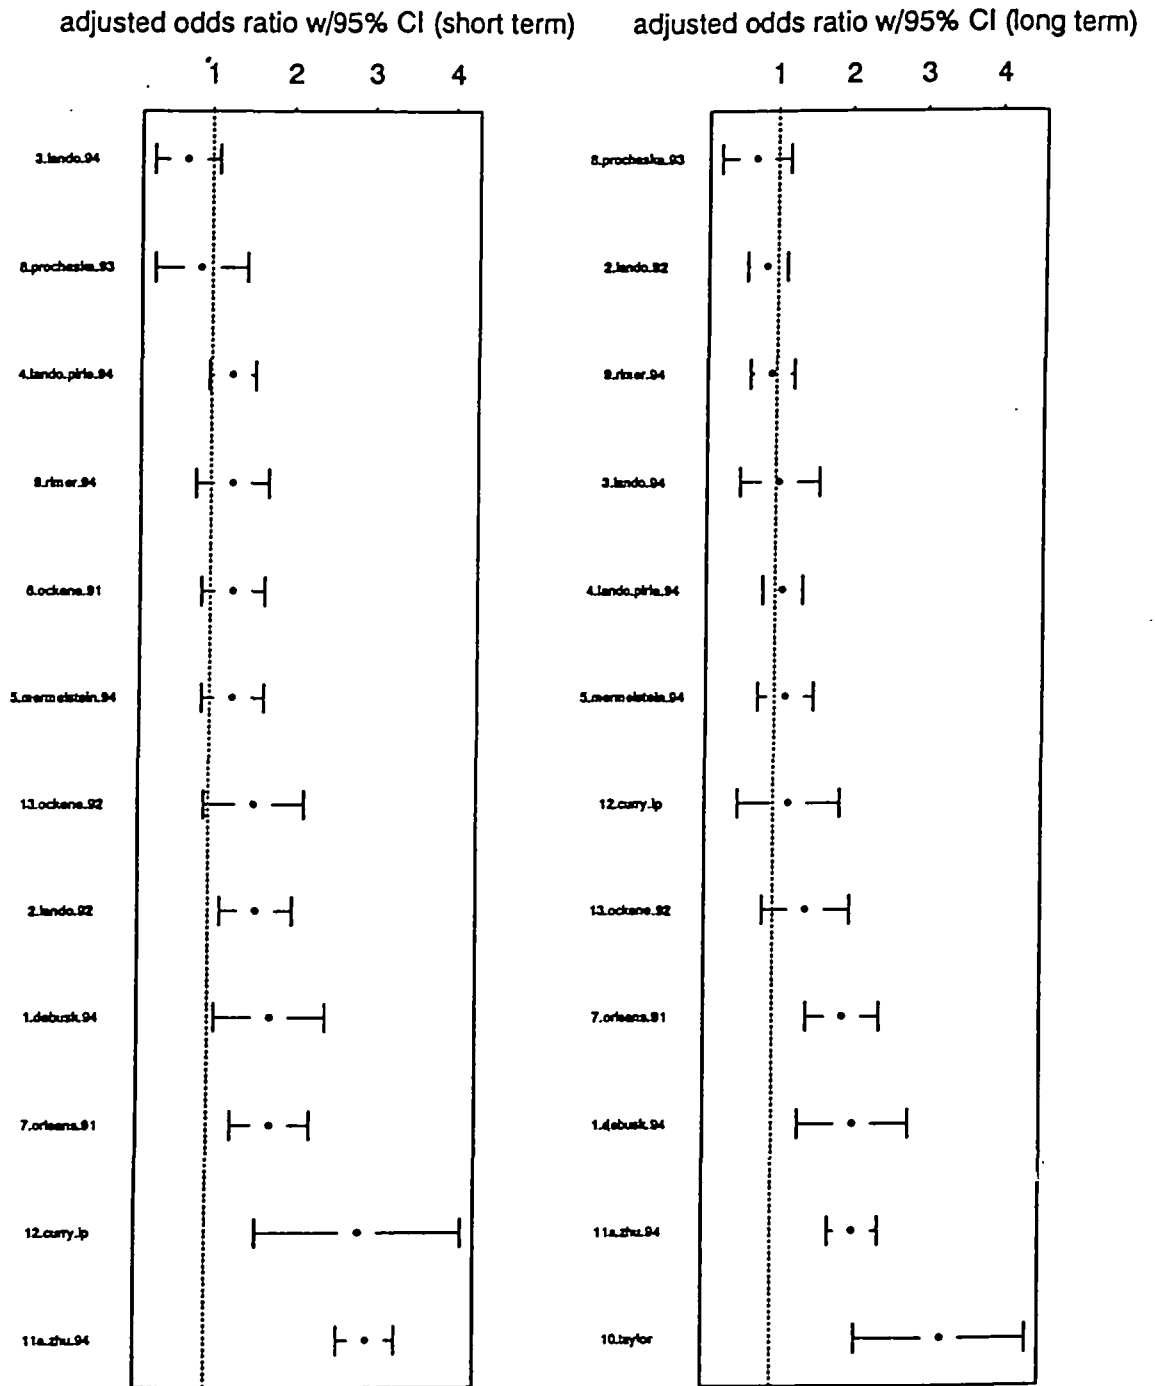 adjusted odds ratio w/95% CI (short term)
1 2 3 4
3.lando.94
8.prochaska.93
4.lando.pirie.94
9.rimer.94
6.ockene.91
5.mermelstein.94
13.ockene.92
2.lando.92
1.debusk.94
7.orleans.91
12.curry.ip
11a.zhu.94
adjusted odds ratio w/95% CI (long term)
1 2 3 4
8.prochaska.93
2.lando.92
9.rimer.94
3.lando.94
4.lando.pirie.94
5.mermelstein.94
12.curry.ip
13.ockene.92
7.orleans.91
1.debusk.94
11a.zhu.94
10.taylor